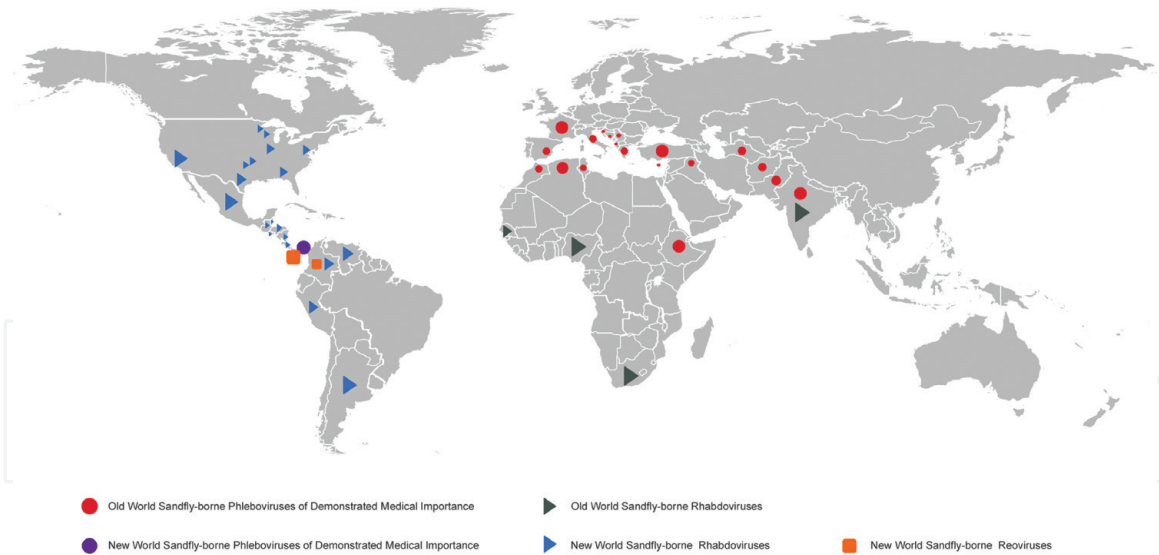 Old World Sandfly-borne Phleboviruses of Demonstrated Medical Importance
Old World Sandfly-borne Rhabdoviruses
New World Sandfly-borne Phleboviruses of Demonstrated Medical Importance
New World Sandfly-borne Rhabdoviruses
New World Sandfly-borne Reoviruses